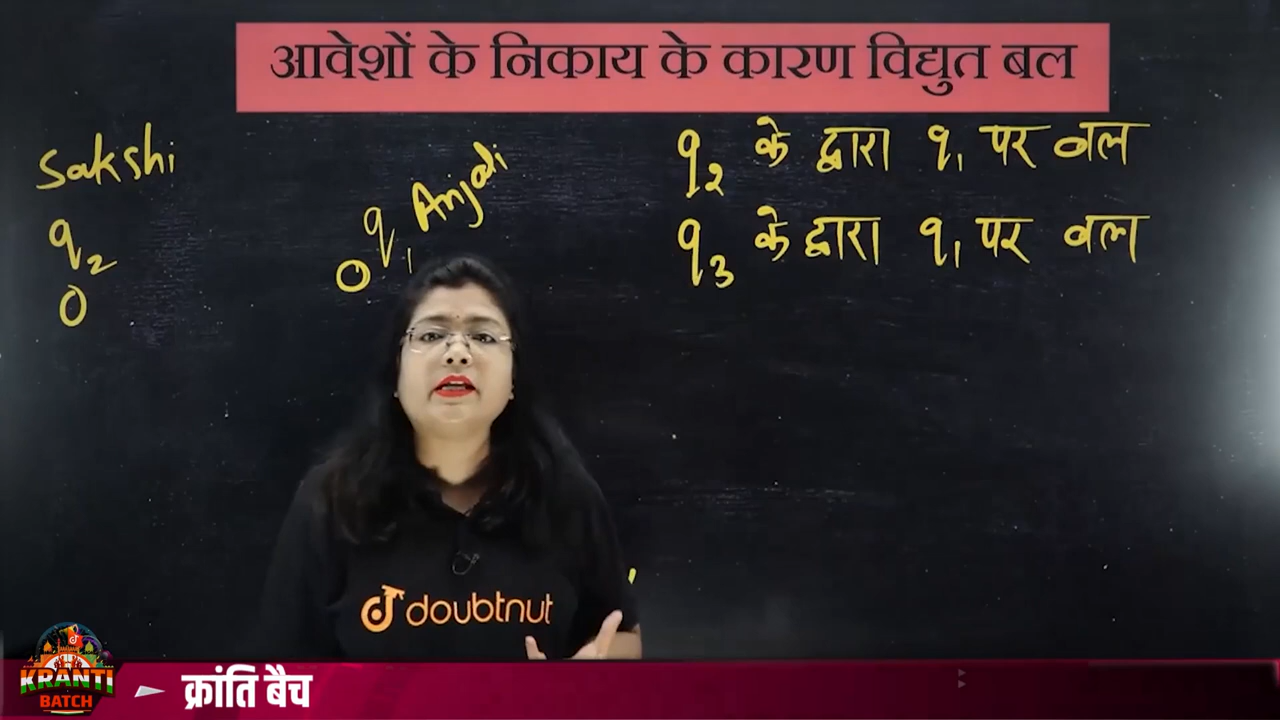 आवेशों के निकाय के कारण विद्युत बल
Sakshi
q2
q1 Anjali
q2 के द्वारा q1 पर बल
q3 के द्वारा q1 पर बल
doubtnut
KRANTI
BATCH
क्रांति बैच